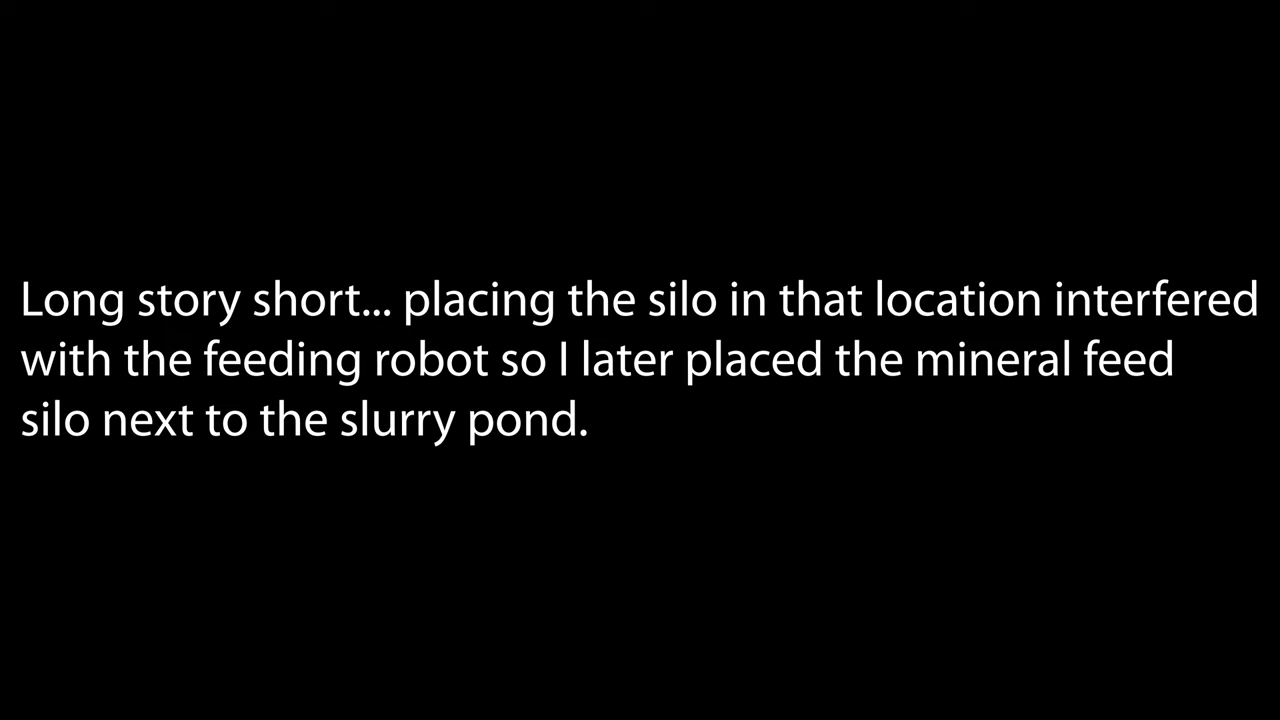 Long story short... placing the silo in that location interfered
with the feeding robot so I later placed the mineral feed
silo next to the slurry pond.